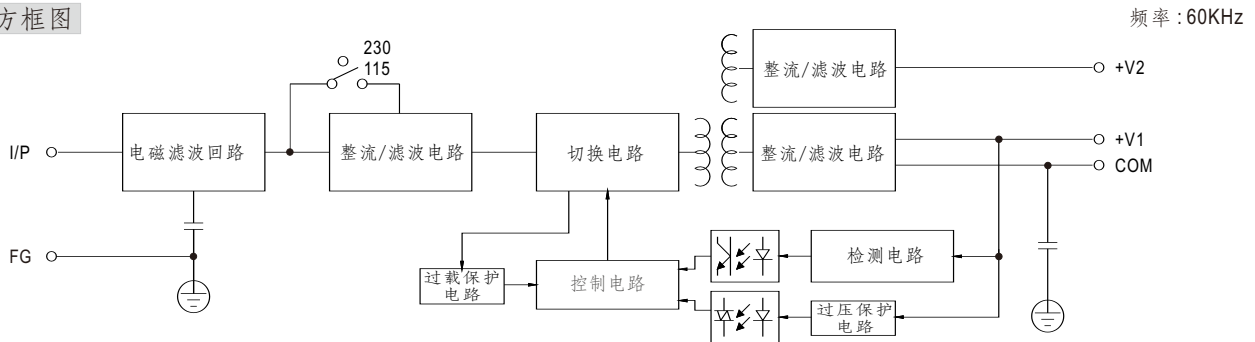 方框图
频率:60KHz
230
115
整流/滤波电路
+V2
I/P
电磁滤波回路
整流/滤波电路
切换电路
整流/滤波电路
+V1
COM
FG
过载保护
电路
控制电路
检测电路
过压保护
电路